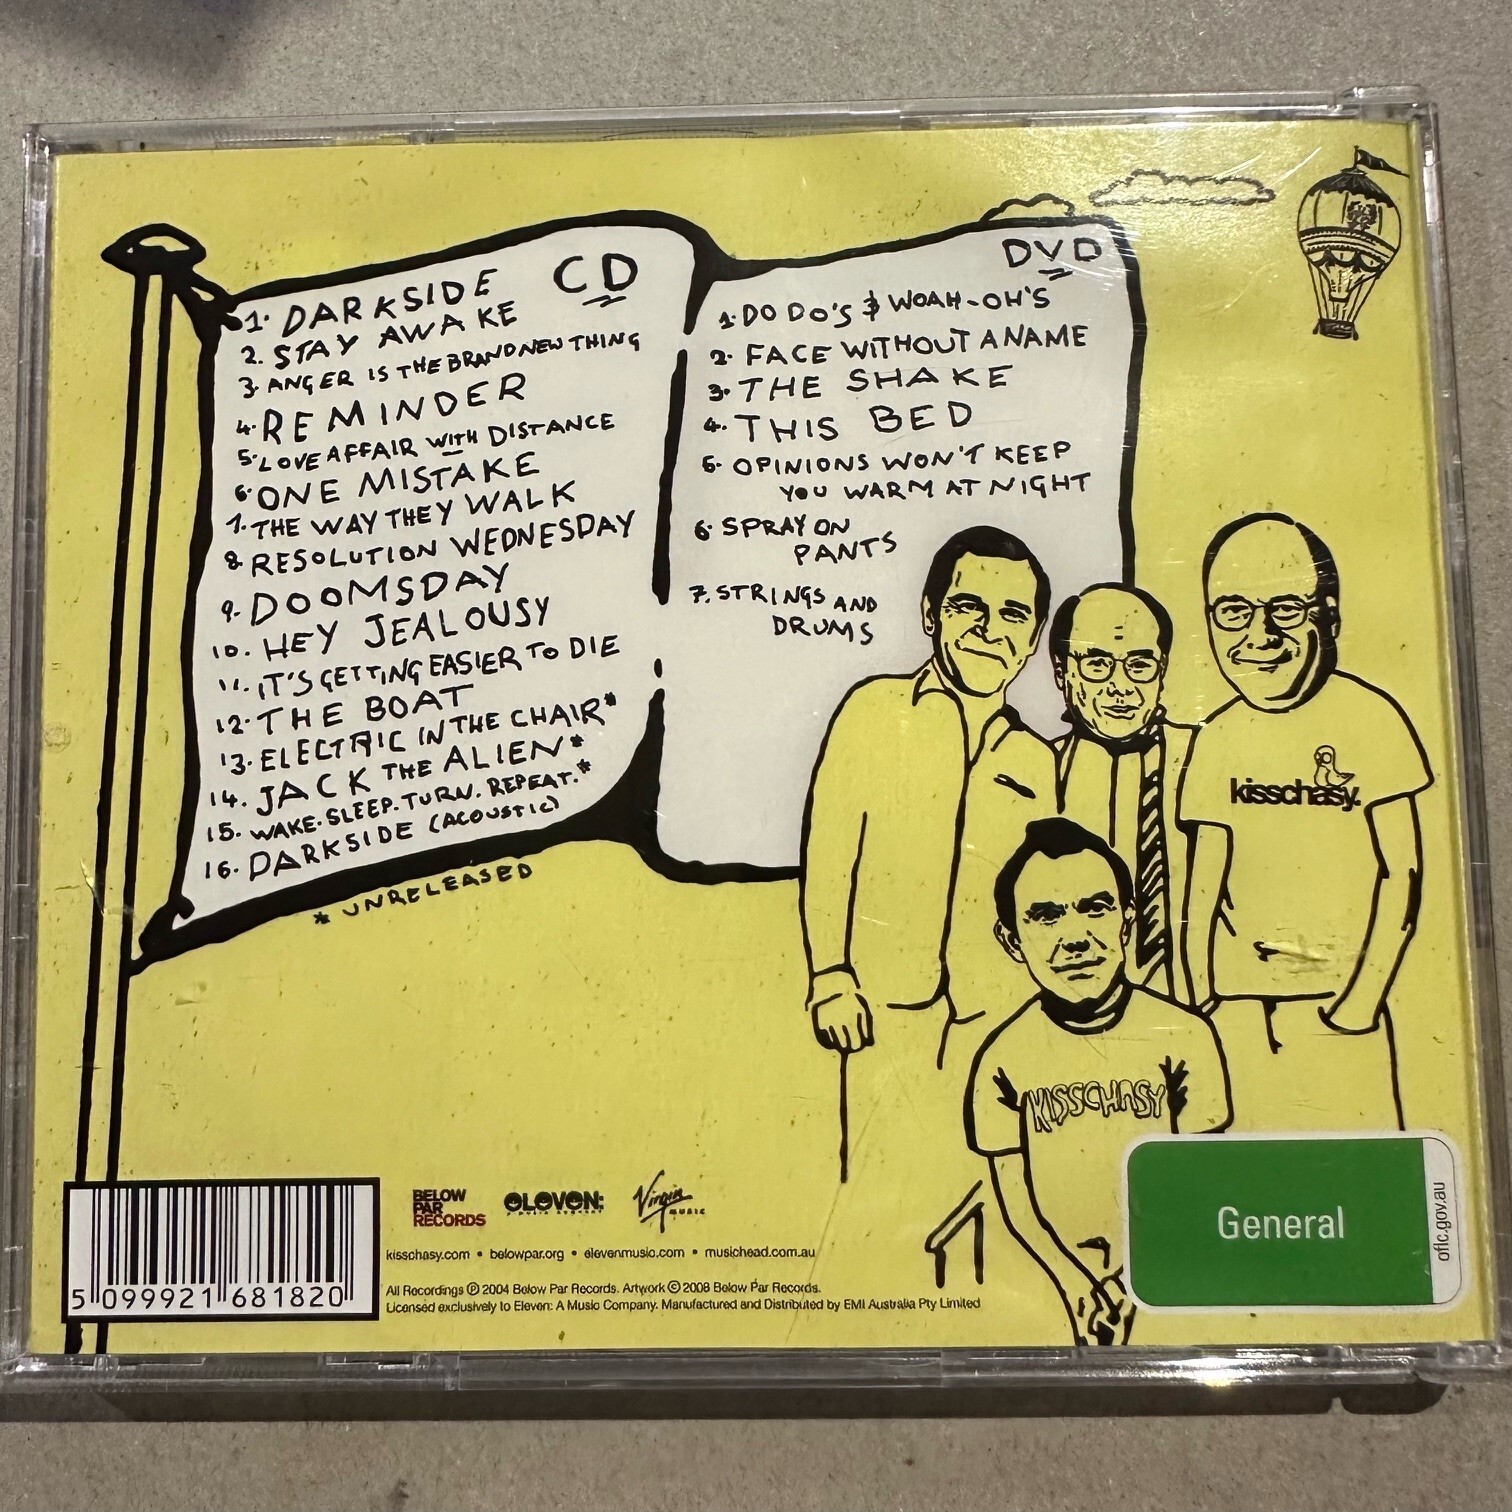 CD
1. DARKSIDE
2. STAY AWAKE
3. ANGER IS THE BRAND NEW THING
4. REMINDER
5. LOVE AFFAIR WITH DISTANCE
6. ONE MISTAKE
7. THE WAY THEY WALK
8. RESOLUTION WEDNESDAY
9. DOOMSDAY
10. HEY JEALOUSY
11. IT'S GETTING EASIER TO DIE
12. THE BOAT
13. ELECTRIC IN THE CHAIR*
14. JACK THE ALIEN*
15. WAKE.SLEEP.TURN.REPEAT.*
16. DARKSIDE (ACOUSTIC)
* UNRELEASED
DVD
1. DO DO'S & WOAH-OH'S
2. FACE WITHOUT A NAME
3. THE SHAKE
4. THIS BED
5. OPINIONS WON'T KEEP
YOU WARM AT NIGHT
6. SPRAY ON
PANTS
7. STRINGS AND
DRUMS
kisschasy.
KISSCHASY
General
oflc.gov.au
BELOW
PAR
RECORDS
ELEVEN:
Virgin
MUSIC
kisschasy.com • belowpar.org • elevenmusic.com • musichead.com.au
5 099921 681820
All Recordings ℗ 2004 Below Par Records. Artwork © 2008 Below Par Records.
Licensed exclusively to Eleven: A Music Company. Manufactured and Distributed by EMI Australia Pty Limited